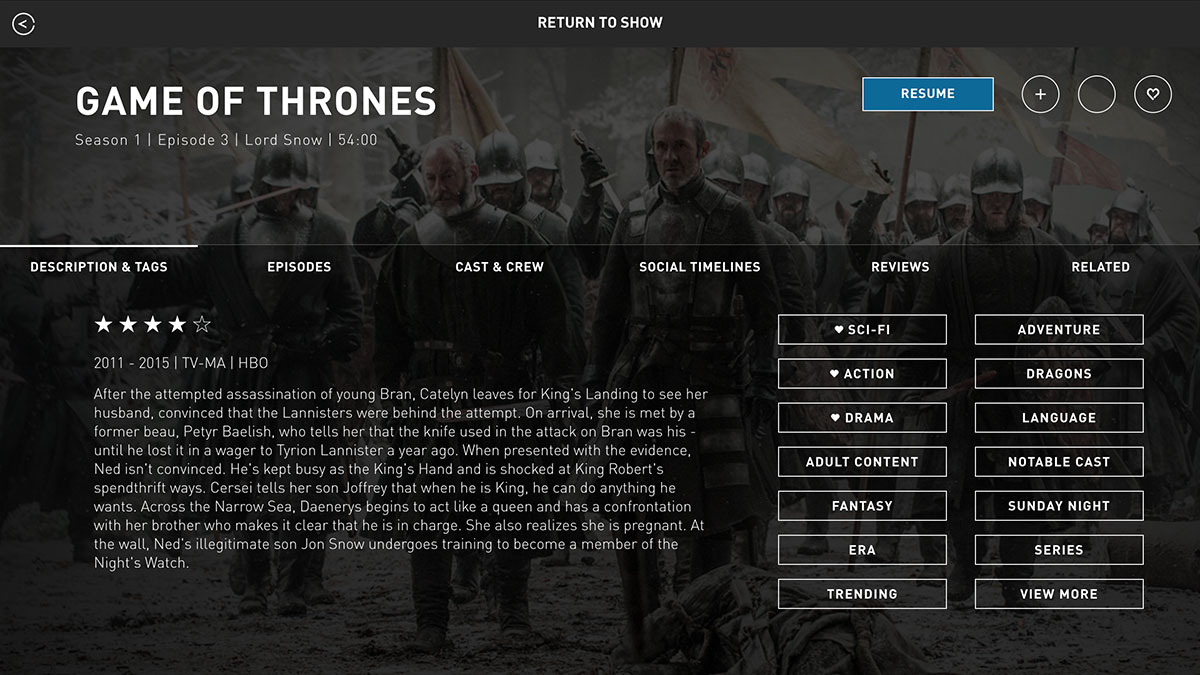 RETURN TO SHOW
GAME OF THRONES
RESUME
Season 1 | Episode 3 | Lord Snow | 54:00
DESCRIPTION & TAGS
EPISODES
CAST & CREW
SOCIAL TIMELINES
REVIEWS
RELATED
2011 - 2015 | TV-MA | HBO
After the attempted assassination of young Bran, Catelyn leaves for King's Landing to see her
husband, convinced that the Lannisters were behind the attempt. On arrival, she is met by a
former beau, Petyr Baelish, who tells her that the knife used in the attack on Bran was his -
until he lost it in a wager to Tyrion Lannister a year ago. When presented with the evidence,
Ned isn't convinced. He's kept busy as the King's Hand and is shocked at King Robert's
spendthrift ways. Cersei tells her son Joffrey that when he is King, he can do anything he
wants. Across the Narrow Sea, Daenerys begins to act like a queen and has a confrontation
with her brother who makes it clear that he is in charge. She also realizes she is pregnant. At
the wall, Ned's illegitimate son Jon Snow undergoes training to become a member of the
Night's Watch.
SCI-FI
ADVENTURE
ACTION
DRAGONS
DRAMA
LANGUAGE
ADULT CONTENT
NOTABLE CAST
FANTASY
SUNDAY NIGHT
ERA
SERIES
TRENDING
VIEW MORE